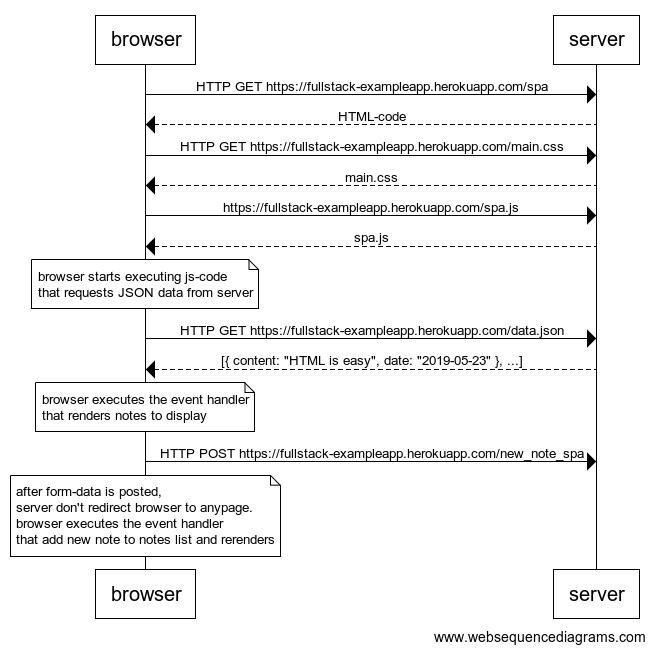 browser server
HTTP GET https://fullstack-exampleapp.herokuapp.com/spa
HTML-code
HTTP GET https://fullstack-exampleapp.herokuapp.com/main.css
main.css
https://fullstack-exampleapp.herokuapp.com/spa.js
spa.js
browser starts executing js-code
that requests JSON data from server
HTTP GET https://fullstack-exampleapp.herokuapp.com/data.json
[{ content: "HTML is easy", date: "2019-05-23" }, ...]
browser executes the event handler
that renders notes to display
HTTP POST https://fullstack-exampleapp.herokuapp.com/new_note_spa
after form-data is posted,
server don't redirect browser to anypage.
browser executes the event handler
that add new note to notes list and rerenders
browser server
www.websequencediagrams.com